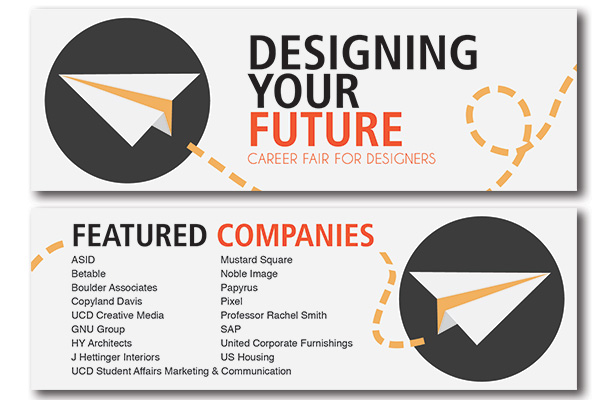 DESIGNING
YOUR
FUTURE
CAREER FAIR FOR DESIGNERS
FEATURED COMPANIES
ASID
Betable
Boulder Associates
Copyland Davis
UCD Creative Media
GNU Group
HY Architects
J Hettinger Interiors
UCD Student Affairs Marketing & Communication
Mustard Square
Noble Image
Papyrus
Pixel
Professor Rachel Smith
SAP
United Corporate Furnishings
US Housing